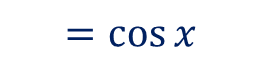 = cos x